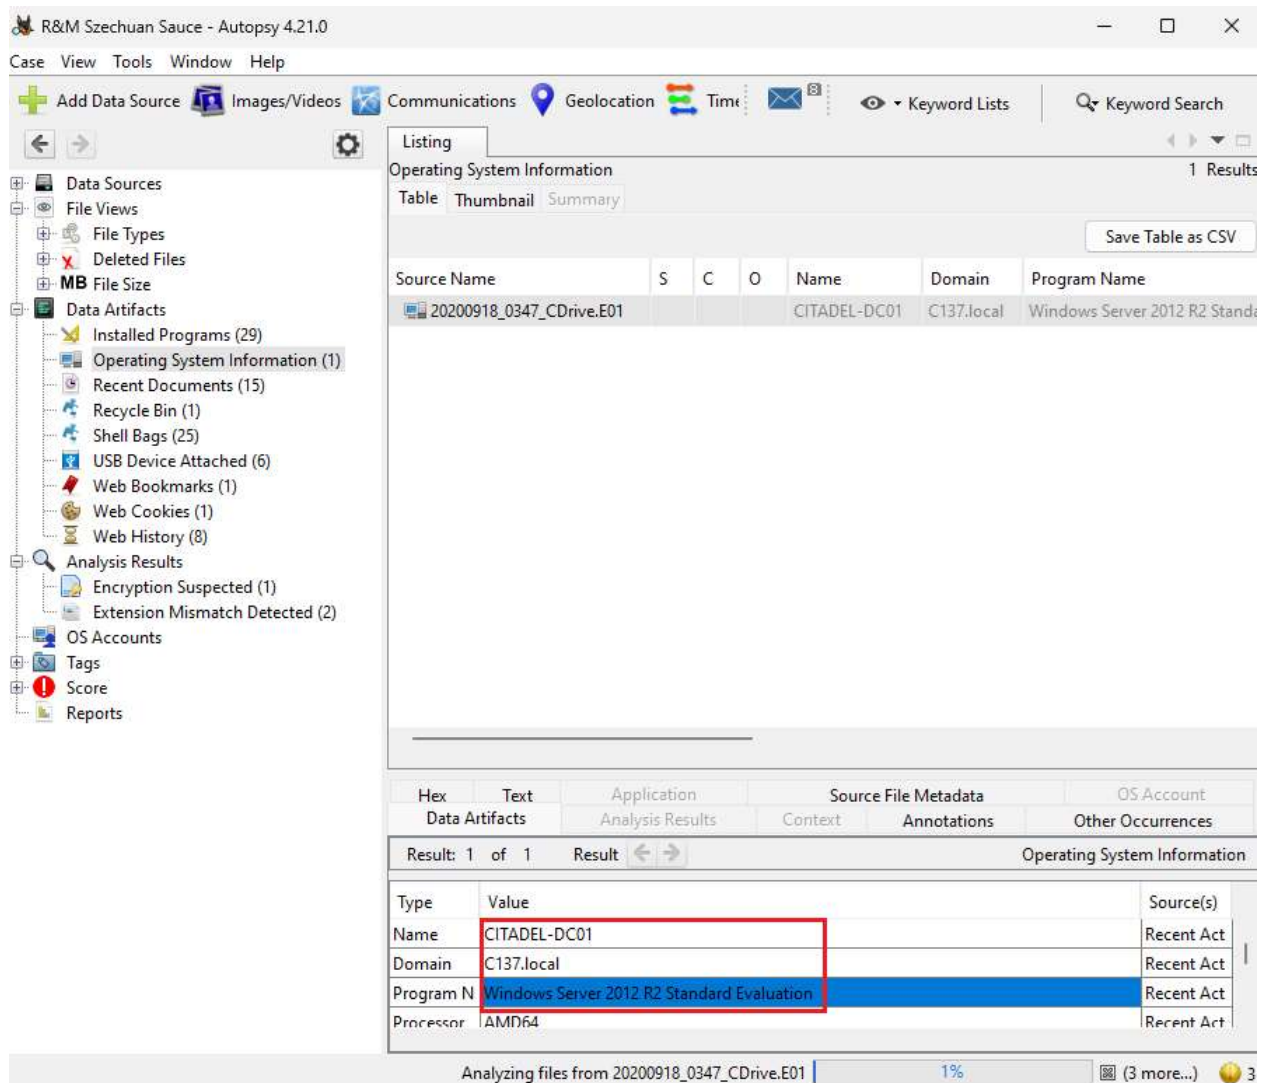 R&M Szechuan Sauce - Autopsy 4.21.0
Case View Tools Window Help
Add Data Source Images/Videos Communications Geolocation Time 8 Keyword Lists Keyword Search
Listing
Operating System Information 1 Results
Table Thumbnail Summary
Save Table as CSV
Source Name S C O Name Domain Program Name
20200918_0347_CDrive.E01 CITADEL-DC01 C137.local Windows Server 2012 R2 Standa
Data Sources
File Views
File Types
Deleted Files
MB File Size
Data Artifacts
Installed Programs (29)
Operating System Information (1)
Recent Documents (15)
Recycle Bin (1)
Shell Bags (25)
USB Device Attached (6)
Web Bookmarks (1)
Web Cookies (1)
Web History (8)
Analysis Results
Encryption Suspected (1)
Extension Mismatch Detected (2)
OS Accounts
Tags
Score
Reports
Hex Text Application Source File Metadata OS Account
Data Artifacts Analysis Results Context Annotations Other Occurrences
Result: 1 of 1 Result Operating System Information
Type Value Source(s)
Name CITADEL-DC01 Recent Act
Domain C137.local Recent Act
Program N Windows Server 2012 R2 Standard Evaluation Recent Act
Processor AMD64 Recent Act
Analyzing files from 20200918_0347_CDrive.E01 1% (3 more...) 3